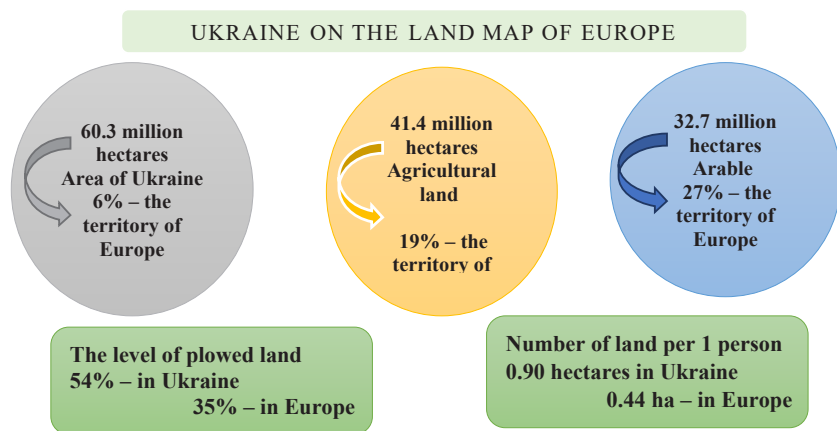 UKRAINE ON THE LAND MAP OF EUROPE
60.3 million
hectares
Area of Ukraine
6% – the
territory of
Europe
41.4 million
hectares
Agricultural
land
19% – the
territory of
32.7 million
hectares
Arable
27% – the
territory of
Europe
The level of plowed land
54% – in Ukraine
35% – in Europe
Number of land per 1 person
0.90 hectares in Ukraine
0.44 ha – in Europe